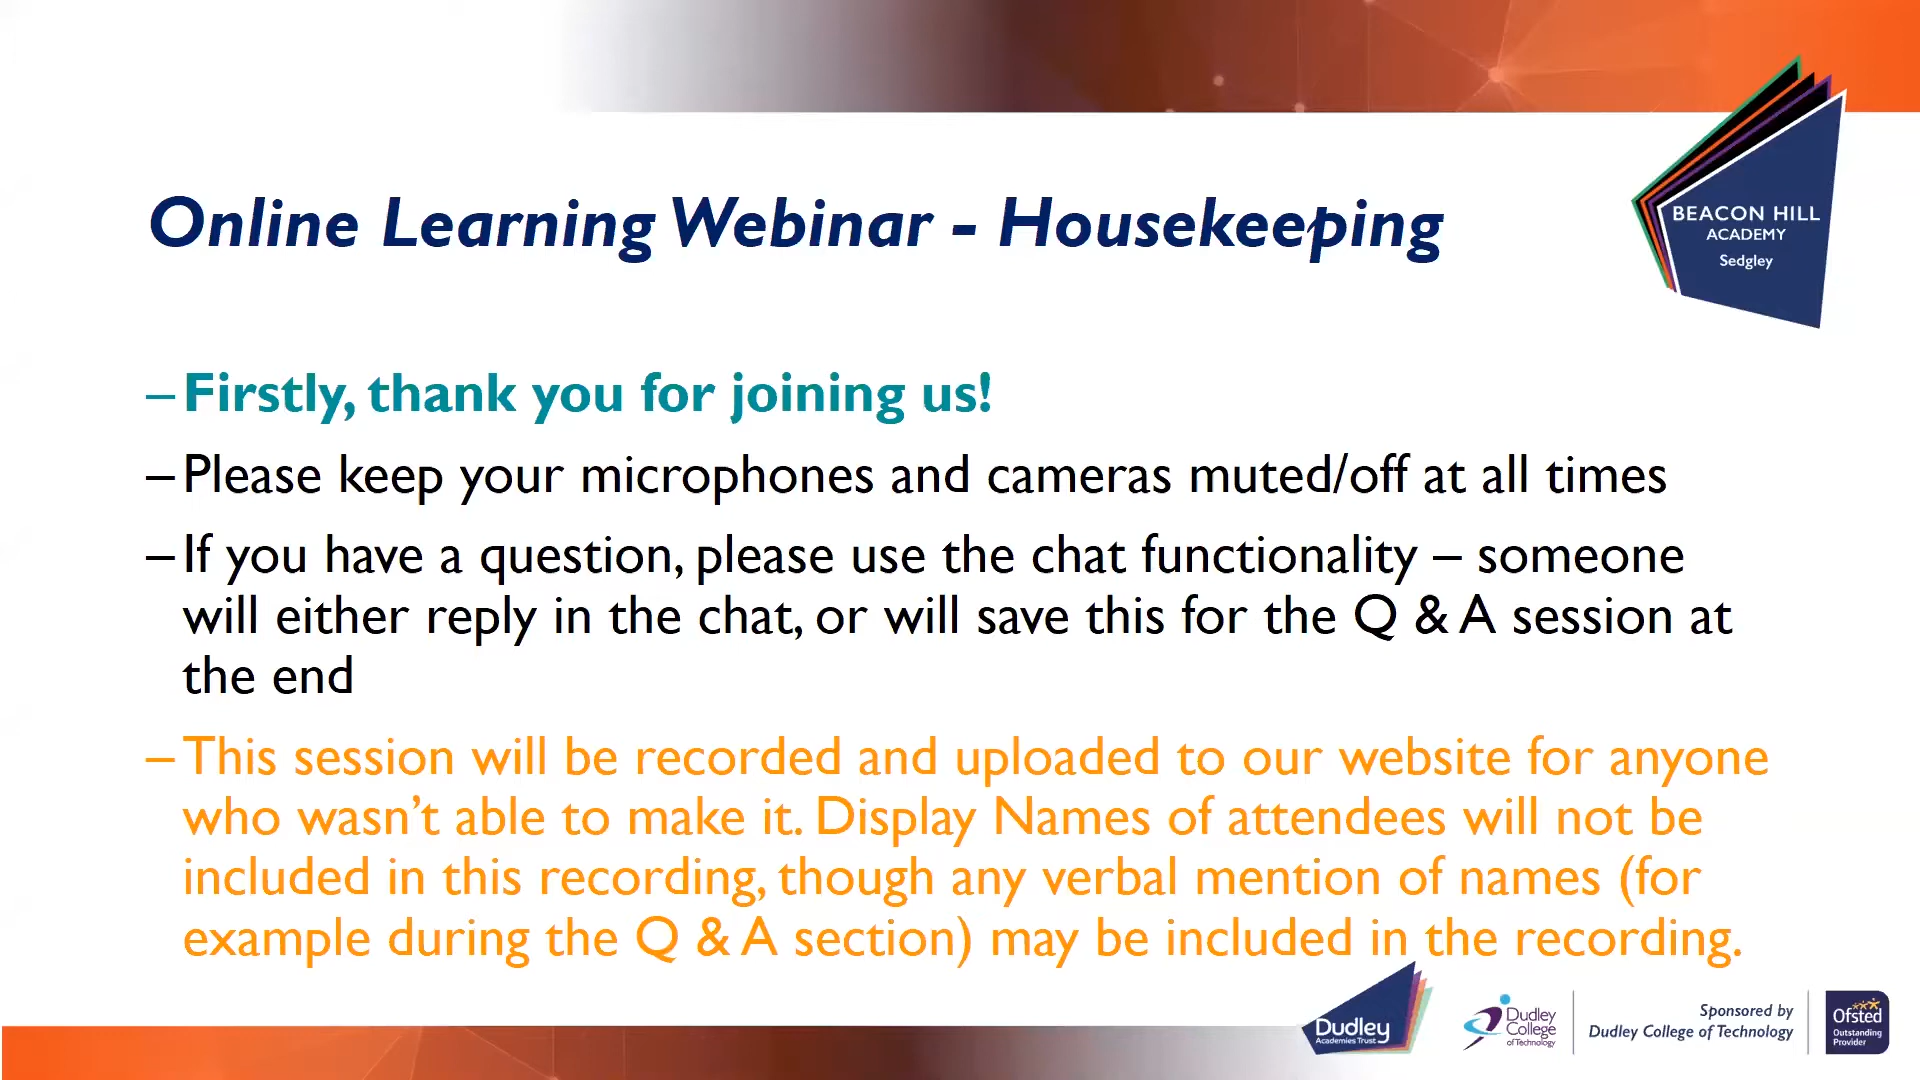 Online Learning Webinar - Housekeeping
BEACON HILL
ACADEMY
Sedgley
– Firstly, thank you for joining us!
– Please keep your microphones and cameras muted/off at all times
– If you have a question, please use the chat functionality – someone
will either reply in the chat, or will save this for the Q & A session at
the end
– This session will be recorded and uploaded to our website for anyone
who wasn’t able to make it. Display Names of attendees will not be
included in this recording, though any verbal mention of names (for
example during the Q & A section) may be included in the recording.
Dudley
Academies Trust
Dudley
College
of Technology
Sponsored by
Dudley College of Technology
Ofsted
Outstanding
Provider